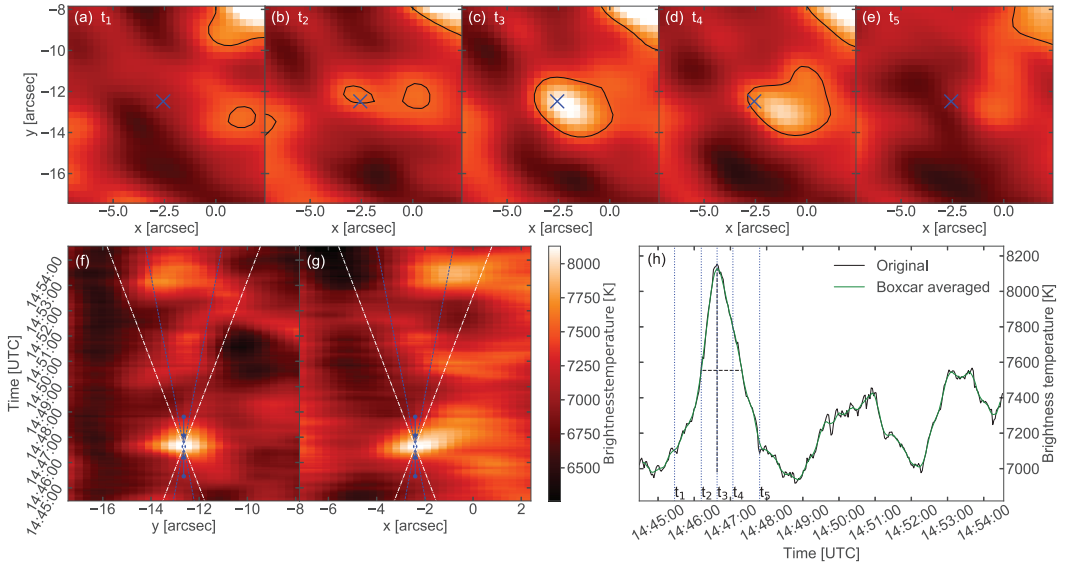 (a) t1
(b) t2
(c) t3
(d) t4
(e) t5
y [arcsec]
−8
−10
−12
−14
−16
−5.0 −2.5 0.0
−5.0 −2.5 0.0
−5.0 −2.5 0.0
−5.0 −2.5 0.0
−5.0 −2.5 0.0
x [arcsec]
x [arcsec]
x [arcsec]
x [arcsec]
x [arcsec]
(f)
Time [UTC]
14:54:00
14:53:00
14:52:00
14:51:00
14:50:00
14:49:00
14:48:00
14:47:00
14:46:00
14:45:00
−16 −14 −12 −10 −8
y [arcsec]
(g)
−6 −4 −2 0 2
x [arcsec]
8000
7750
7500
7250
7000
6750
6500
Brightnesstemperature [K]
(h)
Original
Boxcar averaged
t1 t2 t3 t4 t5
8200
8000
7800
7600
7400
7200
7000
Brightness temperature [K]
14:45:00 14:46:00 14:47:00 14:48:00 14:49:00 14:50:00 14:51:00 14:52:00 14:53:00 14:54:00
Time [UTC]